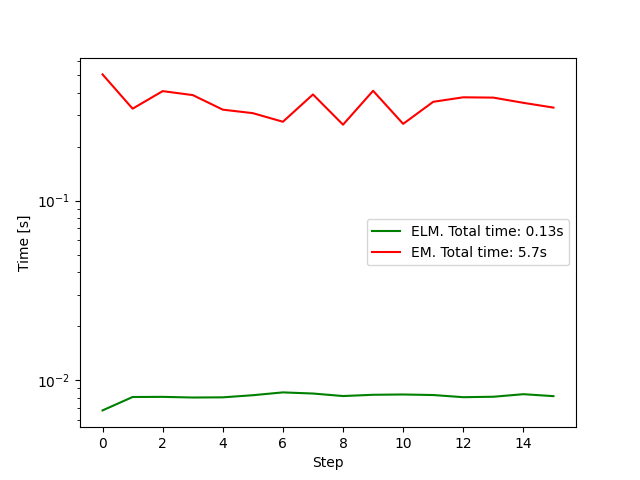 10⁻¹
10⁻²
Time [s]
ELM. Total time: 0.13s
EM. Total time: 5.7s
0 2 4 6 8 10 12 14
Step